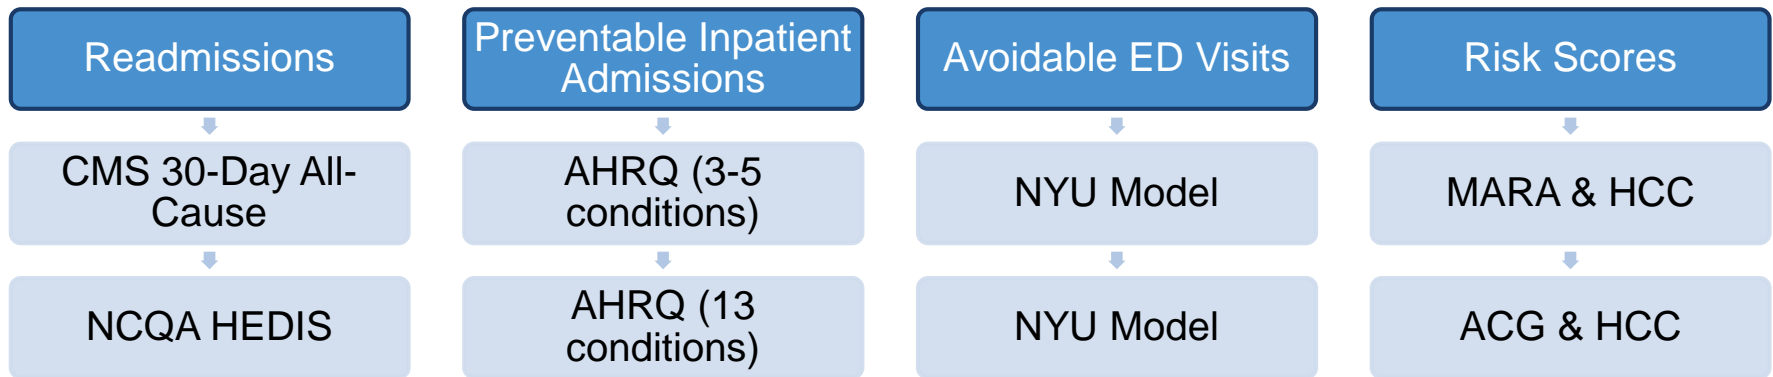 Readmissions
CMS 30-Day All-
Cause
NCQA HEDIS
Preventable Inpatient
Admissions
AHRQ (3-5
conditions)
AHRQ (13
conditions)
Avoidable ED Visits
NYU Model
NYU Model
Risk Scores
MARA & HCC
ACG & HCC